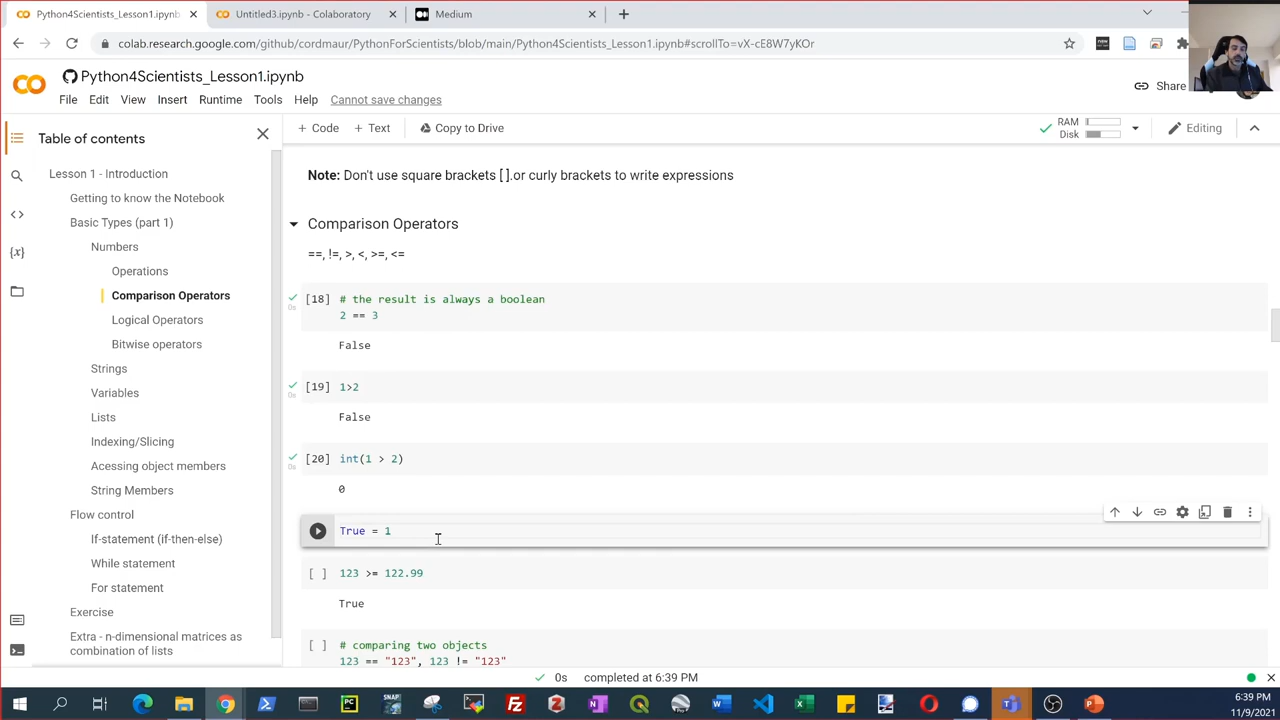 Python4Scientists_Lesson1.ipynb
Untitled3.ipynb - Colaboratory
Medium
colab.research.google.com/github/cordmaur/PythonForScientists/blob/main/Python4Scientists_Lesson1.ipynb#scrollTo=vX-cE8W7yKOr
Python4Scientists_Lesson1.ipynb
File Edit View Insert Runtime Tools Help Cannot save changes
Share
Table of contents
+ Code + Text Copy to Drive
RAM
Disk
Editing
Lesson 1 - Introduction
Getting to know the Notebook
Basic Types (part 1)
Numbers
Operations
Comparison Operators
Logical Operators
Bitwise operators
Strings
Variables
Lists
Indexing/Slicing
Acessing object members
String Members
Flow control
If-statement (if-then-else)
While statement
For statement
Exercise
Extra - n-dimensional matrices as
combination of lists
Note: Don't use square brackets [ ].or curly brackets to write expressions
Comparison Operators
==, !=, >, <, >=, <=
[18] # the result is always a boolean
0s
2 == 3
False
[19] 1>2
0s
False
[20] int(1 > 2)
0s
0
True = 1
[ ] 123 >= 122.99
True
[ ] # comparing two objects
123 == "123", 123 != "123"
0s completed at 6:39 PM
6:39 PM
11/9/2021